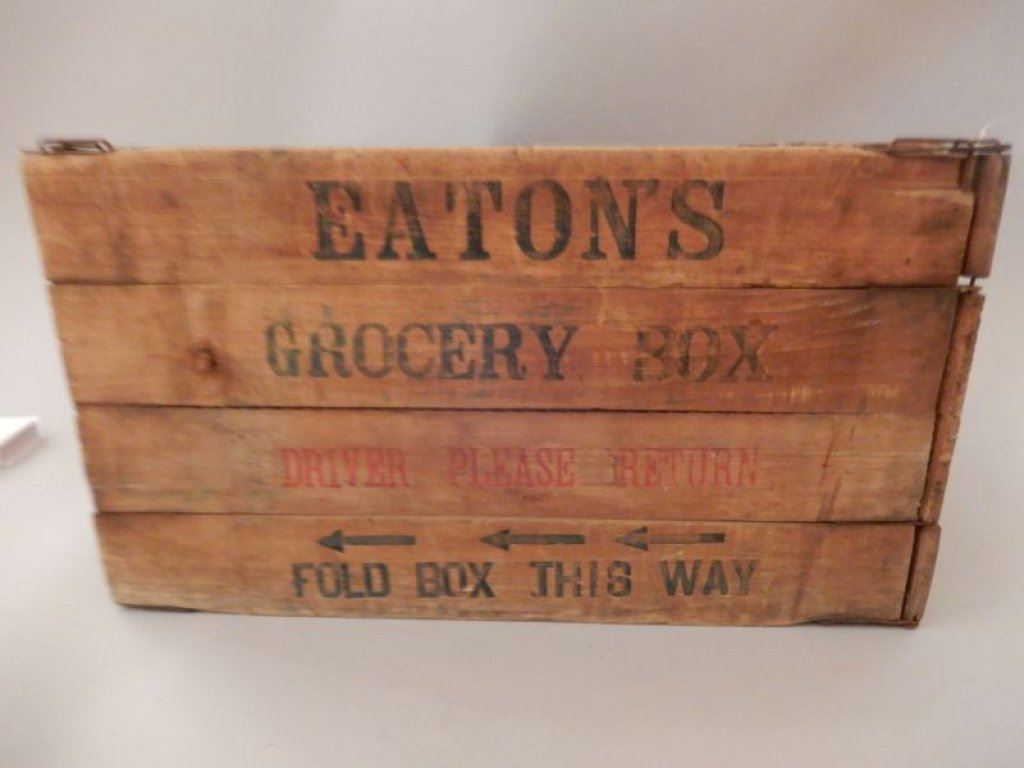 EATON'S
GROCERY BOX
DRIVER PLEASE RETURN
FOLD BOX THIS WAY